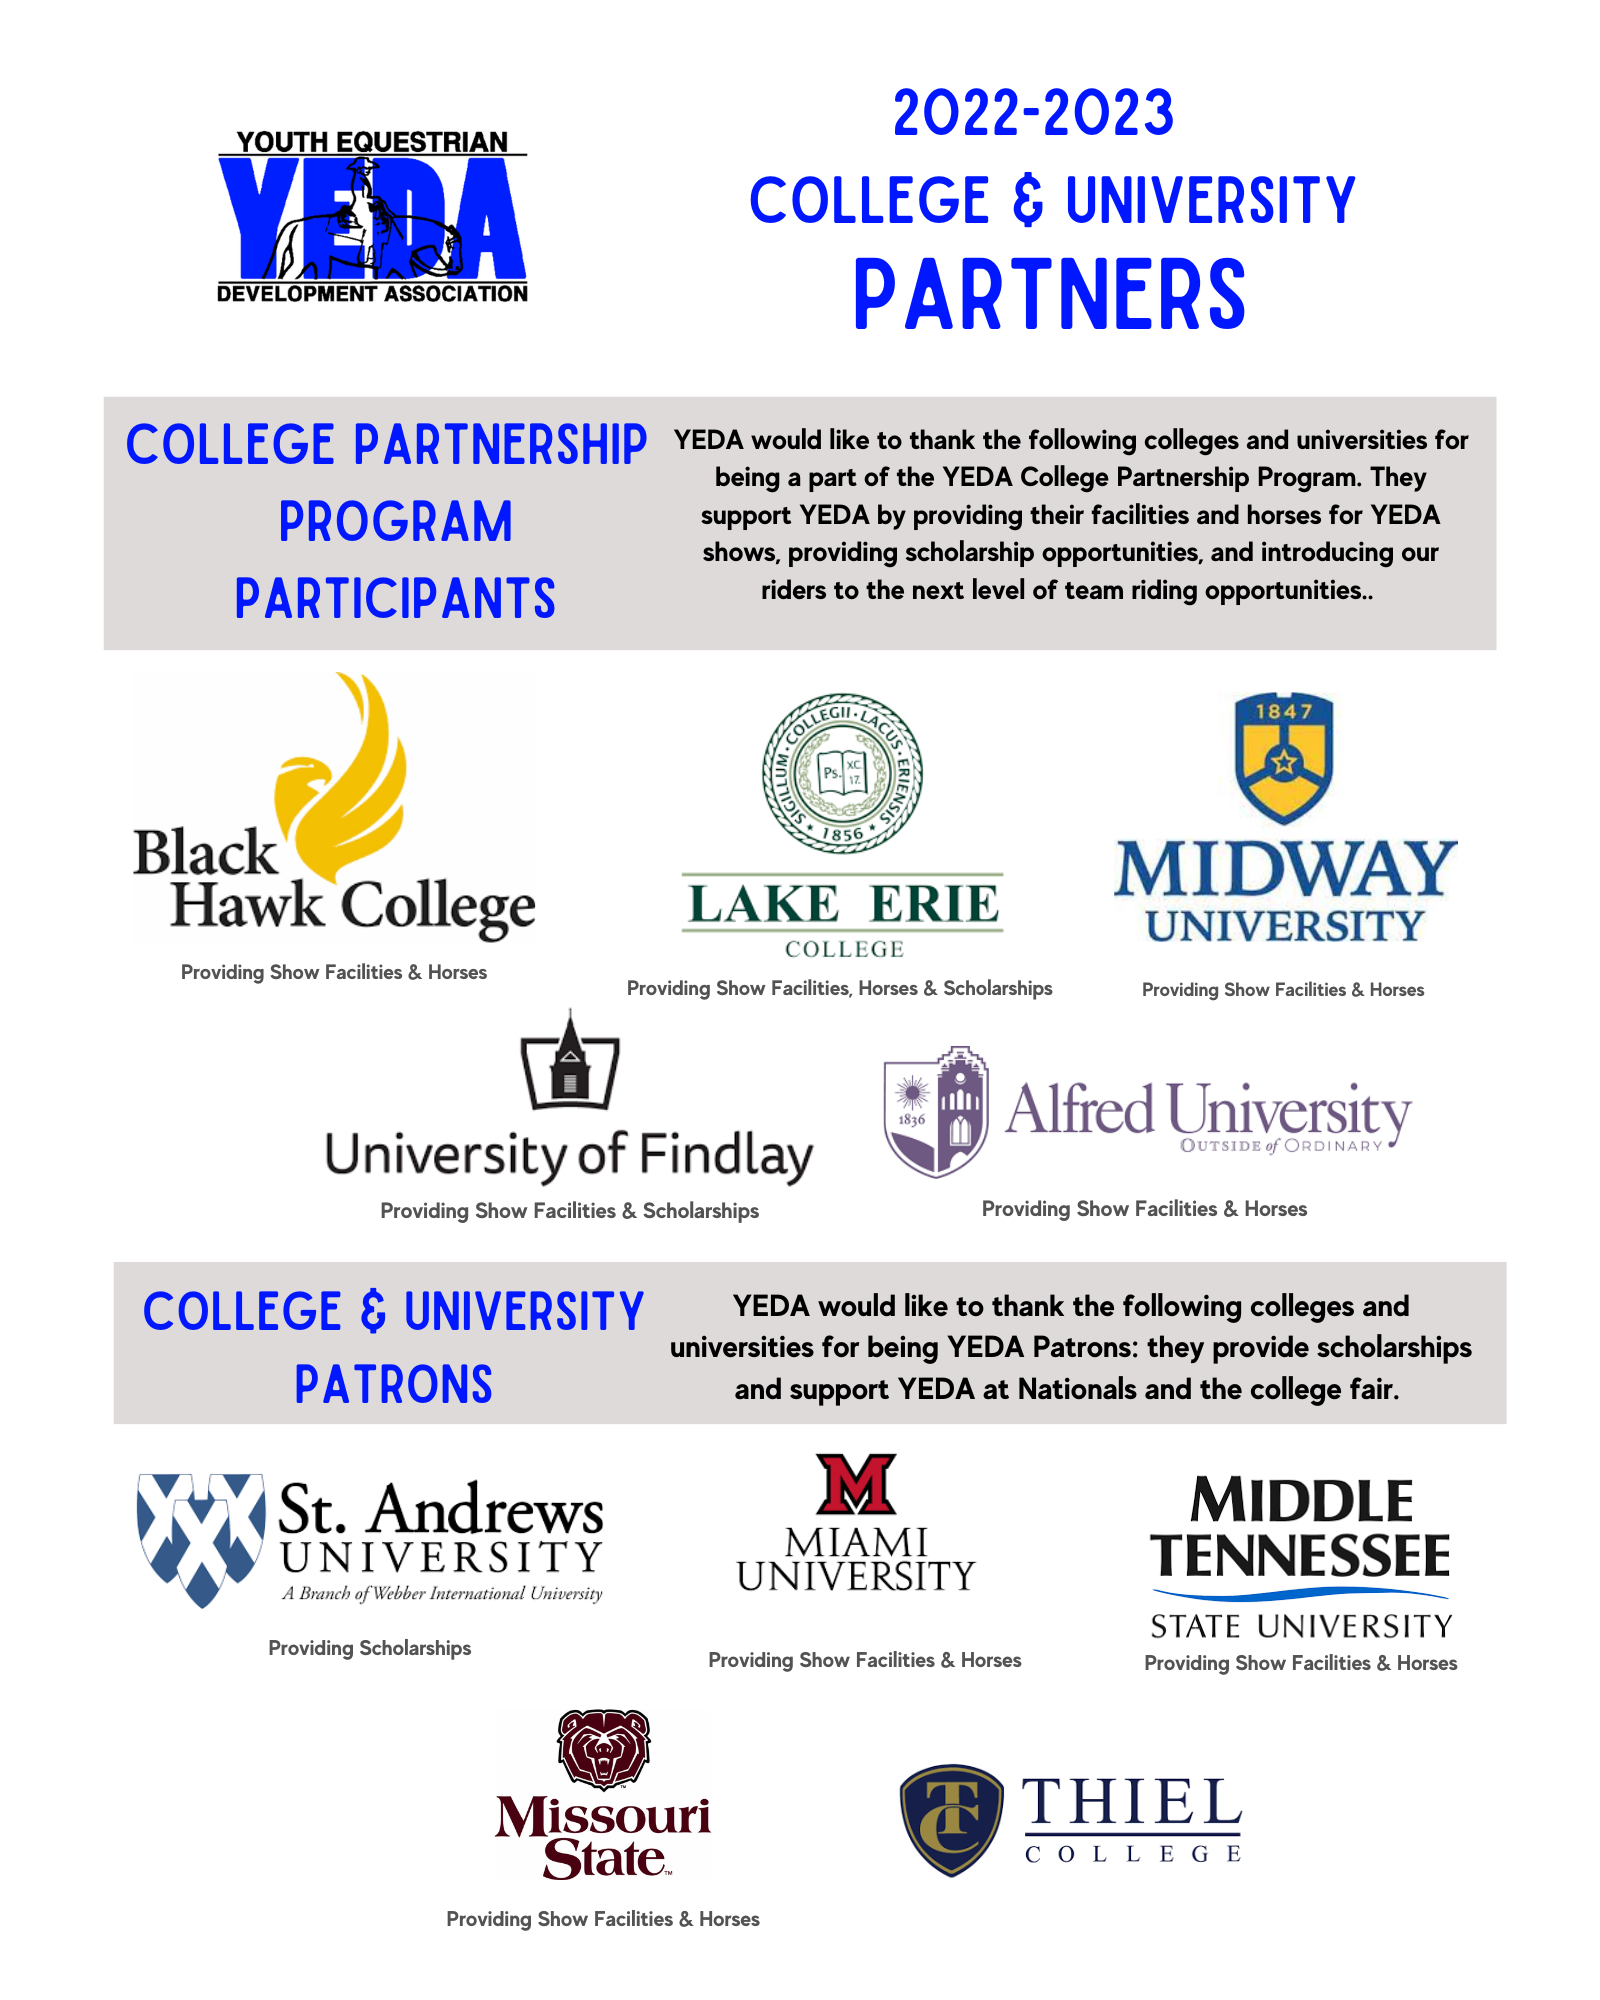 YOUTH EQUESTRIAN
YEDA
DEVELOPMENT ASSOCIATION
2022-2023
COLLEGE & UNIVERSITY
PARTNERS
COLLEGE PARTNERSHIP
PROGRAM
PARTICIPANTS
YEDA would like to thank the following colleges and universities for
being a part of the YEDA College Partnership Program. They
support YEDA by providing their facilities and horses for YEDA
shows, providing scholarship opportunities, and introducing our
riders to the next level of team riding opportunities..
Black
Hawk College
Providing Show Facilities & Horses
SIGILLUM · COLLEGII · LACUS · ERIENSIS
Ps. XC. 17.
* 1856 *
LAKE ERIE
COLLEGE
Providing Show Facilities, Horses & Scholarships
1847
MIDWAY
UNIVERSITY
Providing Show Facilities & Horses
University of Findlay
Providing Show Facilities & Scholarships
1836
Alfred University
OUTSIDE of ORDINARY
Providing Show Facilities & Horses
COLLEGE & UNIVERSITY
PATRONS
YEDA would like to thank the following colleges and
universities for being YEDA Patrons: they provide scholarships
and support YEDA at Nationals and the college fair.
St. Andrews
UNIVERSITY
A Branch of Webber International University
Providing Scholarships
M
MIAMI
UNIVERSITY
Providing Show Facilities & Horses
MIDDLE
TENNESSEE
STATE UNIVERSITY
Providing Show Facilities & Horses
Missouri
State™
Providing Show Facilities & Horses
TC
THIEL
COLLEGE